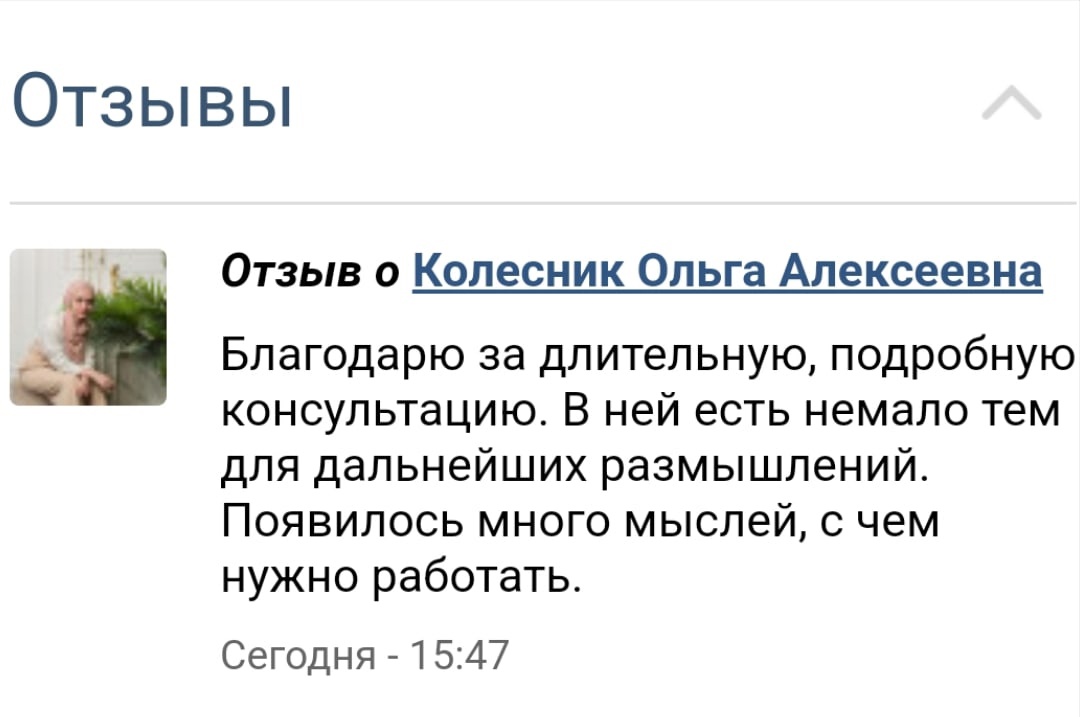 Отзывы
Отзыв о Колесник Ольга Алексеевна
Благодарю за длительную, подробную
консультацию. В ней есть немало тем
для дальнейших размышлений.
Появилось много мыслей, с чем
нужно работать.
Сегодня - 15:47